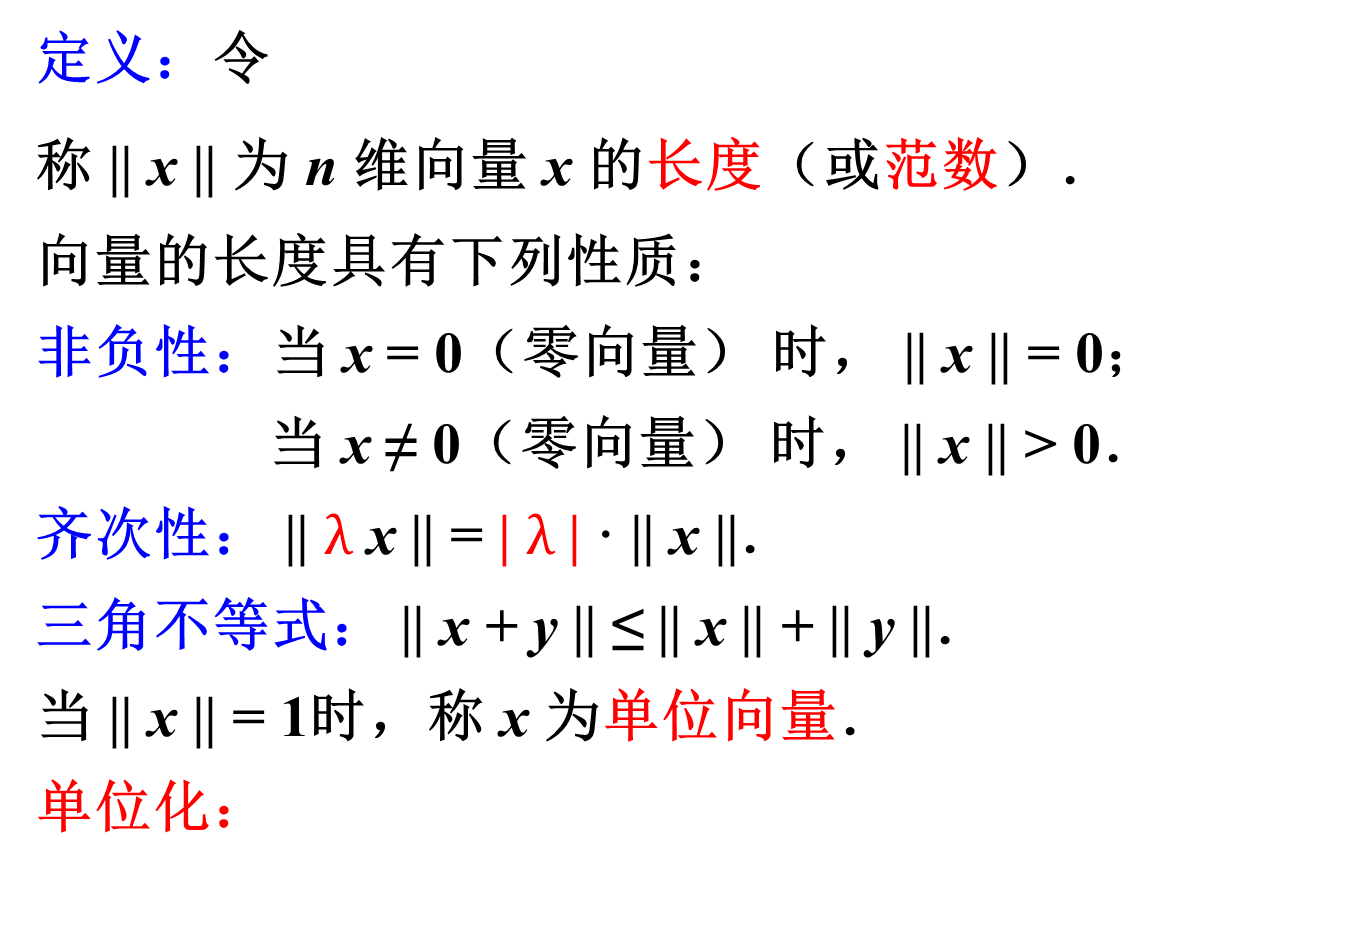 定义：令
称 || x || 为 n 维向量 x 的长度（或范数）．
向量的长度具有下列性质：
非负性：当 x = 0（零向量） 时， || x || = 0；
当 x ≠ 0（零向量） 时， || x || > 0．
齐次性： || λ x || = | λ | · || x ||．
三角不等式： || x + y || ≤ || x || + || y ||．
当 || x || = 1时，称 x 为单位向量．
单位化：